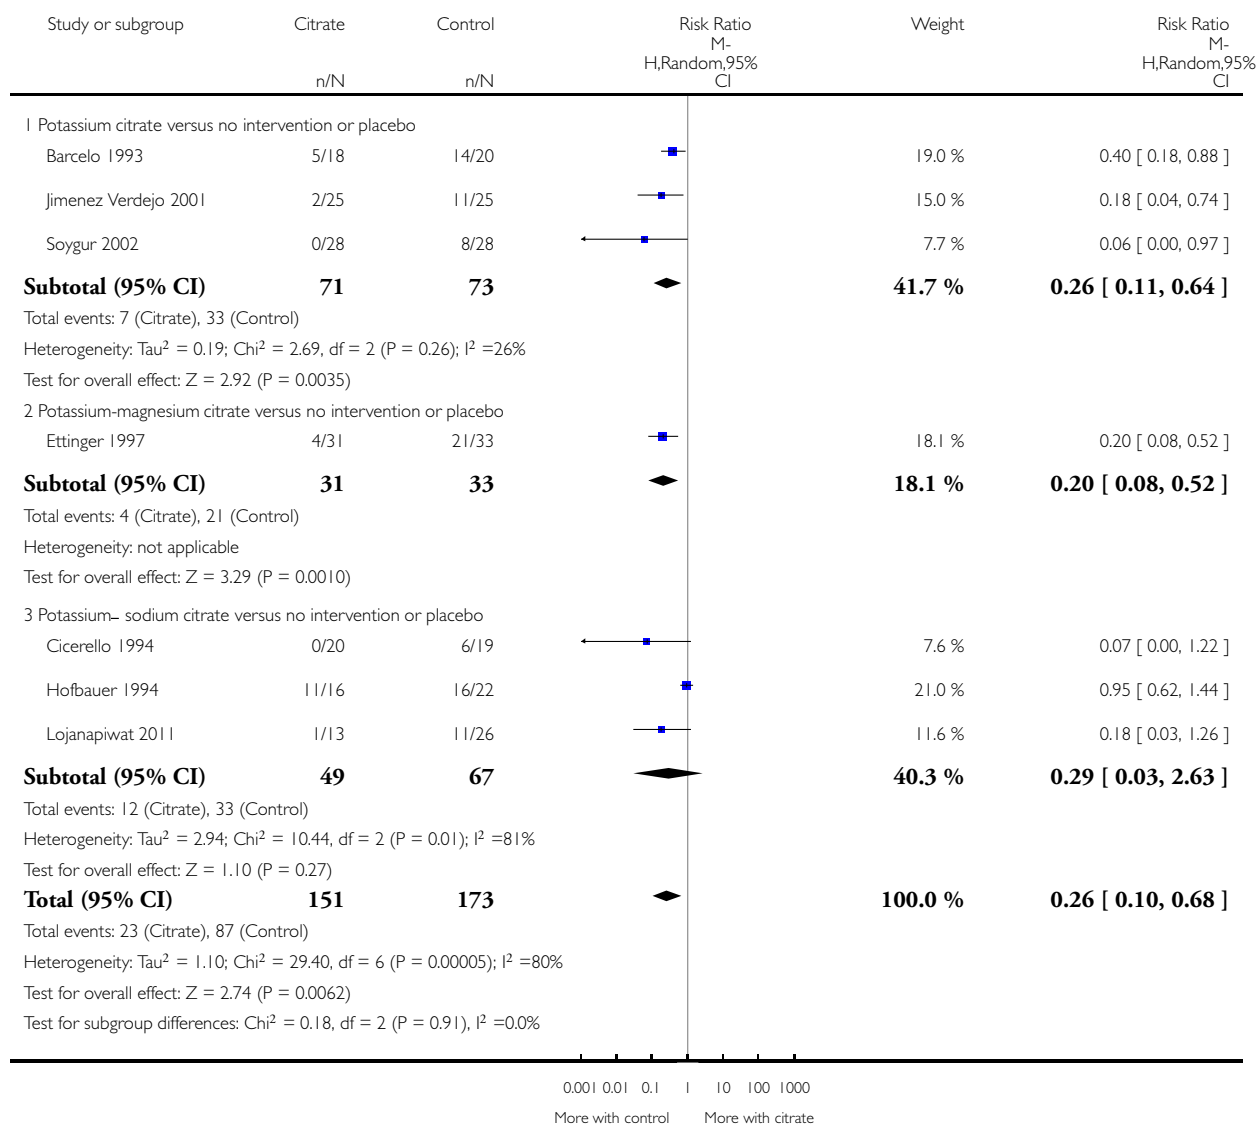 Study or subgroup Citrate Control Risk Ratio Weight Risk Ratio
M- M-
H,Random,95% H,Random,95%
n/N n/N CI CI
1 Potassium citrate versus no intervention or placebo
Barcelo 1993 5/18 14/20 19.0 % 0.40 [ 0.18, 0.88 ]
Jimenez Verdejo 2001 2/25 11/25 15.0 % 0.18 [ 0.04, 0.74 ]
Soygur 2002 0/28 8/28 7.7 % 0.06 [ 0.00, 0.97 ]
Subtotal (95% CI) 71 73 41.7 % 0.26 [ 0.11, 0.64 ]
Total events: 7 (Citrate), 33 (Control)
Heterogeneity: Tau² = 0.19; Chi² = 2.69, df = 2 (P = 0.26); I² =26%
Test for overall effect: Z = 2.92 (P = 0.0035)
2 Potassium-magnesium citrate versus no intervention or placebo
Ettinger 1997 4/31 21/33 18.1 % 0.20 [ 0.08, 0.52 ]
Subtotal (95% CI) 31 33 18.1 % 0.20 [ 0.08, 0.52 ]
Total events: 4 (Citrate), 21 (Control)
Heterogeneity: not applicable
Test for overall effect: Z = 3.29 (P = 0.0010)
3 Potassium– sodium citrate versus no intervention or placebo
Cicerello 1994 0/20 6/19 7.6 % 0.07 [ 0.00, 1.22 ]
Hofbauer 1994 11/16 16/22 21.0 % 0.95 [ 0.62, 1.44 ]
Lojanapiwat 2011 1/13 11/26 11.6 % 0.18 [ 0.03, 1.26 ]
Subtotal (95% CI) 49 67 40.3 % 0.29 [ 0.03, 2.63 ]
Total events: 12 (Citrate), 33 (Control)
Heterogeneity: Tau² = 2.94; Chi² = 10.44, df = 2 (P = 0.01); I² =81%
Test for overall effect: Z = 1.10 (P = 0.27)
Total (95% CI) 151 173 100.0 % 0.26 [ 0.10, 0.68 ]
Total events: 23 (Citrate), 87 (Control)
Heterogeneity: Tau² = 1.10; Chi² = 29.40, df = 6 (P = 0.00005); I² =80%
Test for overall effect: Z = 2.74 (P = 0.0062)
Test for subgroup differences: Chi² = 0.18, df = 2 (P = 0.91), I² =0.0%
0.001 0.01 0.1 1 10 100 1000
More with control More with citrate